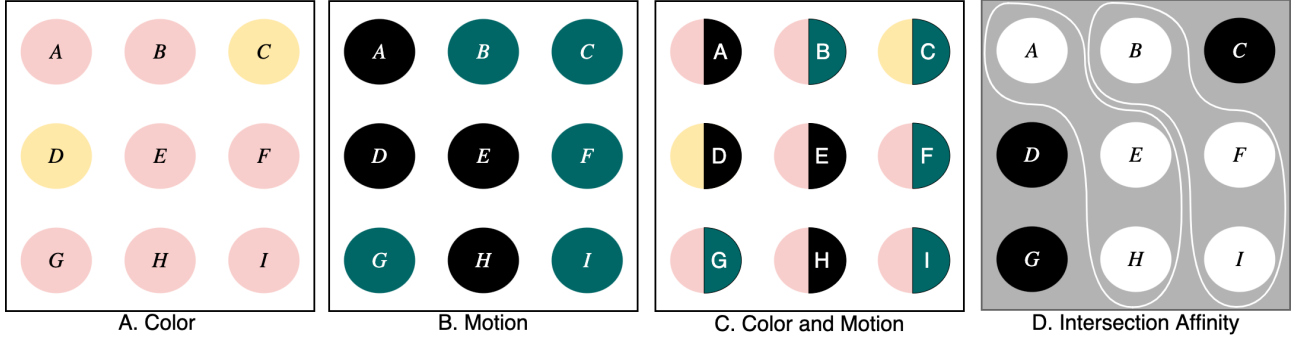 A B C
D E F
G H I
A. Color
A B C
D E F
G H I
B. Motion
A B C
D E F
G H I
C. Color and Motion
A B C
D E F
G H I
D. Intersection Affinity